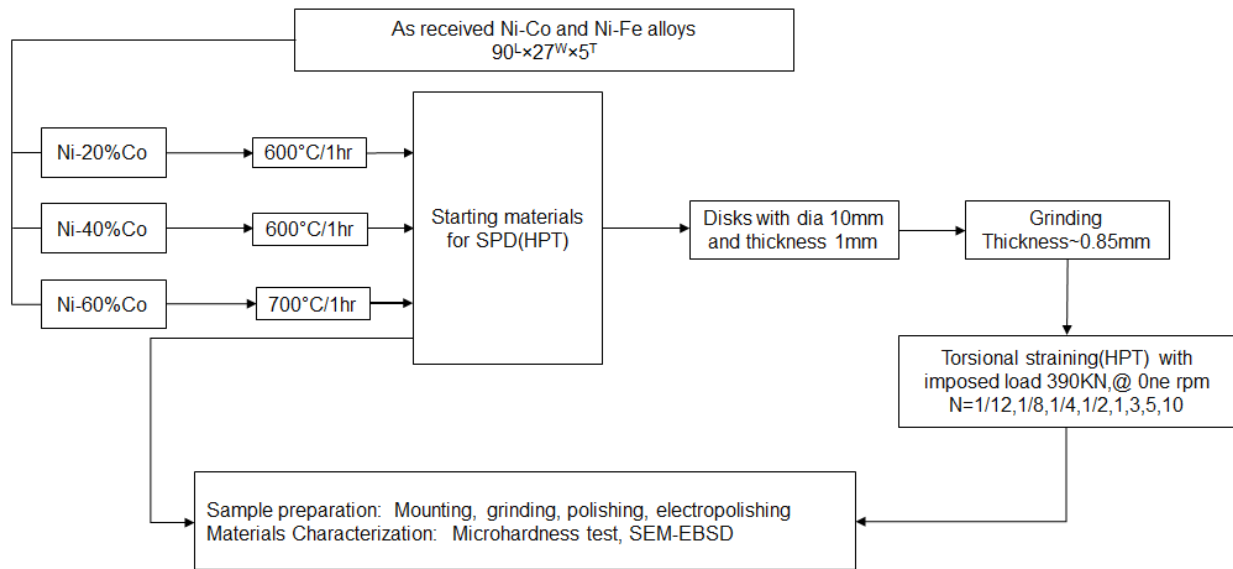 As received Ni-Co and Ni-Fe alloys
90ᴸ×27ᵂ×5ᵀ
Ni-20%Co
600°C/1hr
Ni-40%Co
600°C/1hr
Ni-60%Co
700°C/1hr
Starting materials
for SPD(HPT)
Disks with dia 10mm
and thickness 1mm
Grinding
Thickness~0.85mm
Torsional straining(HPT) with
imposed load 390KN,@ 0ne rpm
N=1/12,1/8,1/4,1/2,1,3,5,10
Sample preparation: Mounting, grinding, polishing, electropolishing
Materials Characterization: Microhardness test, SEM-EBSD